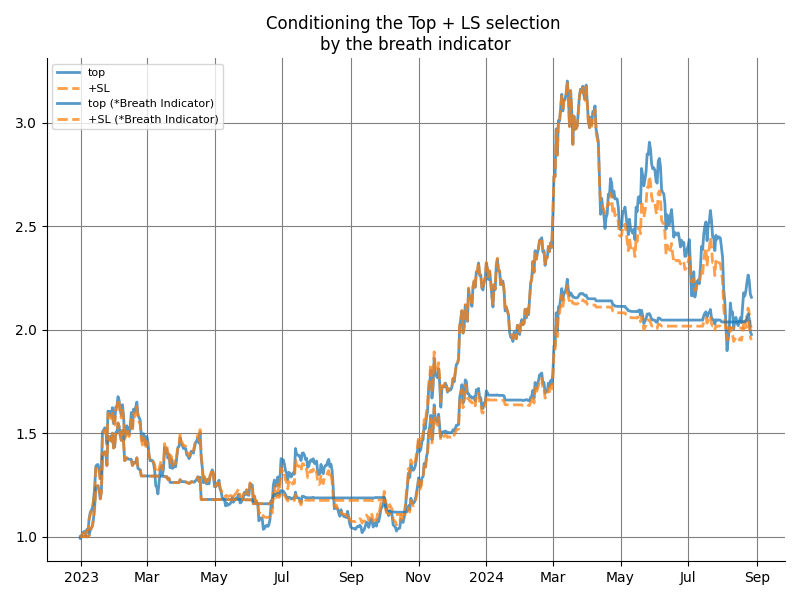 Conditioning the Top + LS selection
by the breath indicator
top
+SL
top (*Breath Indicator)
+SL (*Breath Indicator)
3.0
2.5
2.0
1.5
1.0
2023 Mar May Jul Sep Nov 2024 Mar May Jul Sep